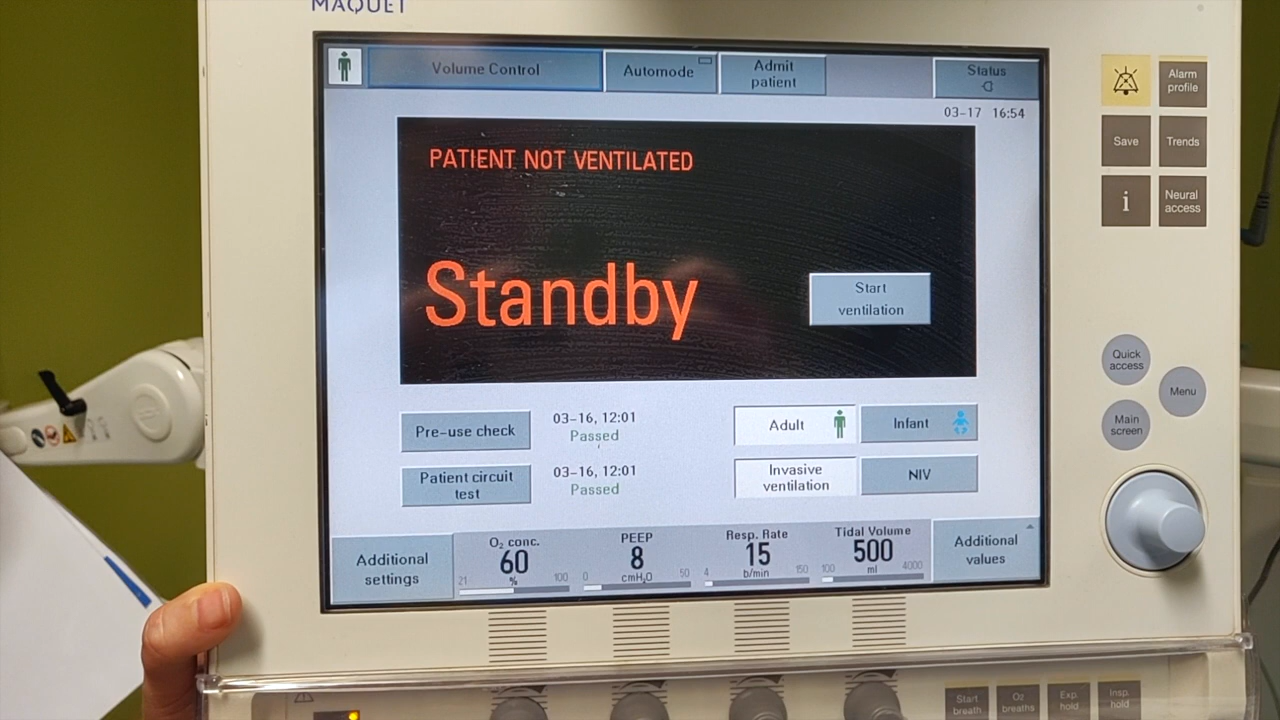 MAQUET
Volume Control
Automode
Admit
patient
Status
03-17 16:54
PATIENT NOT VENTILATED
Standby
Start
ventilation
Pre-use check
03-16, 12:01
Passed
Patient circuit
test
03-16, 12:01
Passed
Adult
Infant
Invasive
ventilation
NIV
Additional
settings
O₂ conc.
60
%
21 100
PEEP
8
cmH₂O
0 50
Resp. Rate
15
b/min
4 150
Tidal Volume
500
ml
100 4000
Additional
values
Alarm
profile
Save
Trends
i
Neural
access
Quick
access
Menu
Main
screen
Start
breath
O₂
breaths
Exp.
hold
Insp.
hold